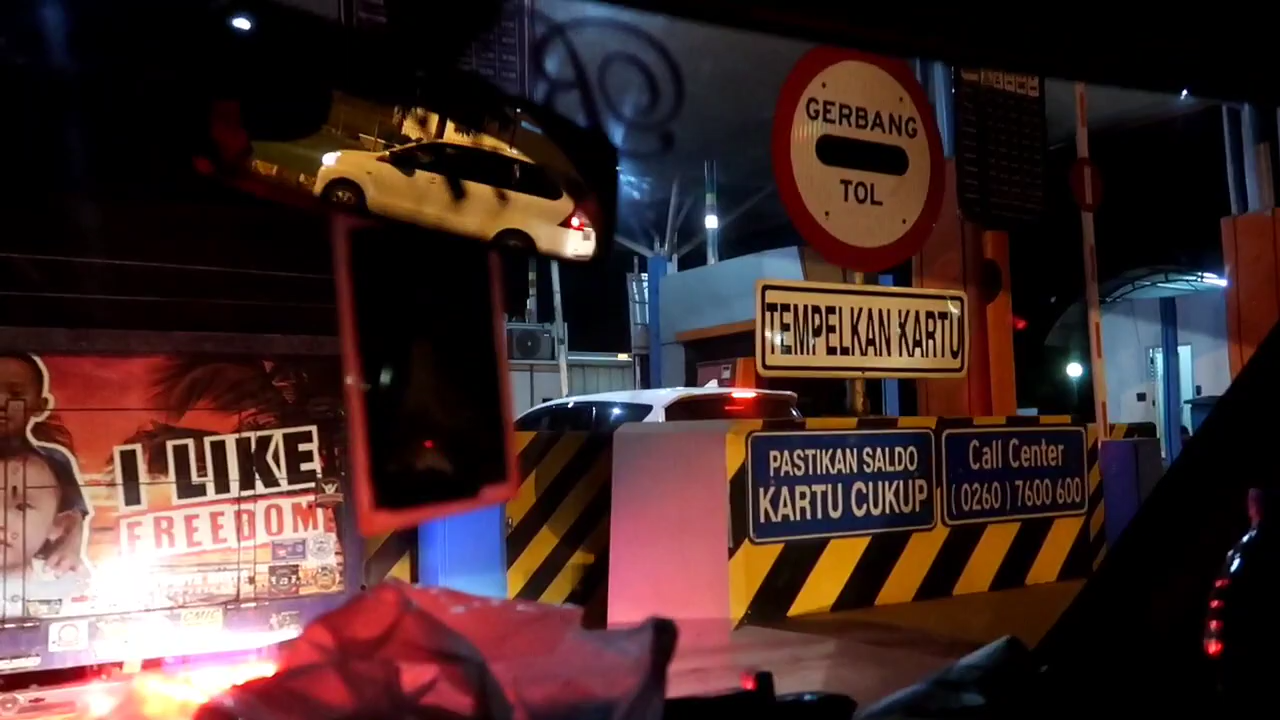 GERBANG
TOL
TEMPELKAN KARTU
PASTIKAN SALDO
KARTU CUKUP
Call Center
( 0260 ) 7600 600
I LIKE
FREEDOM